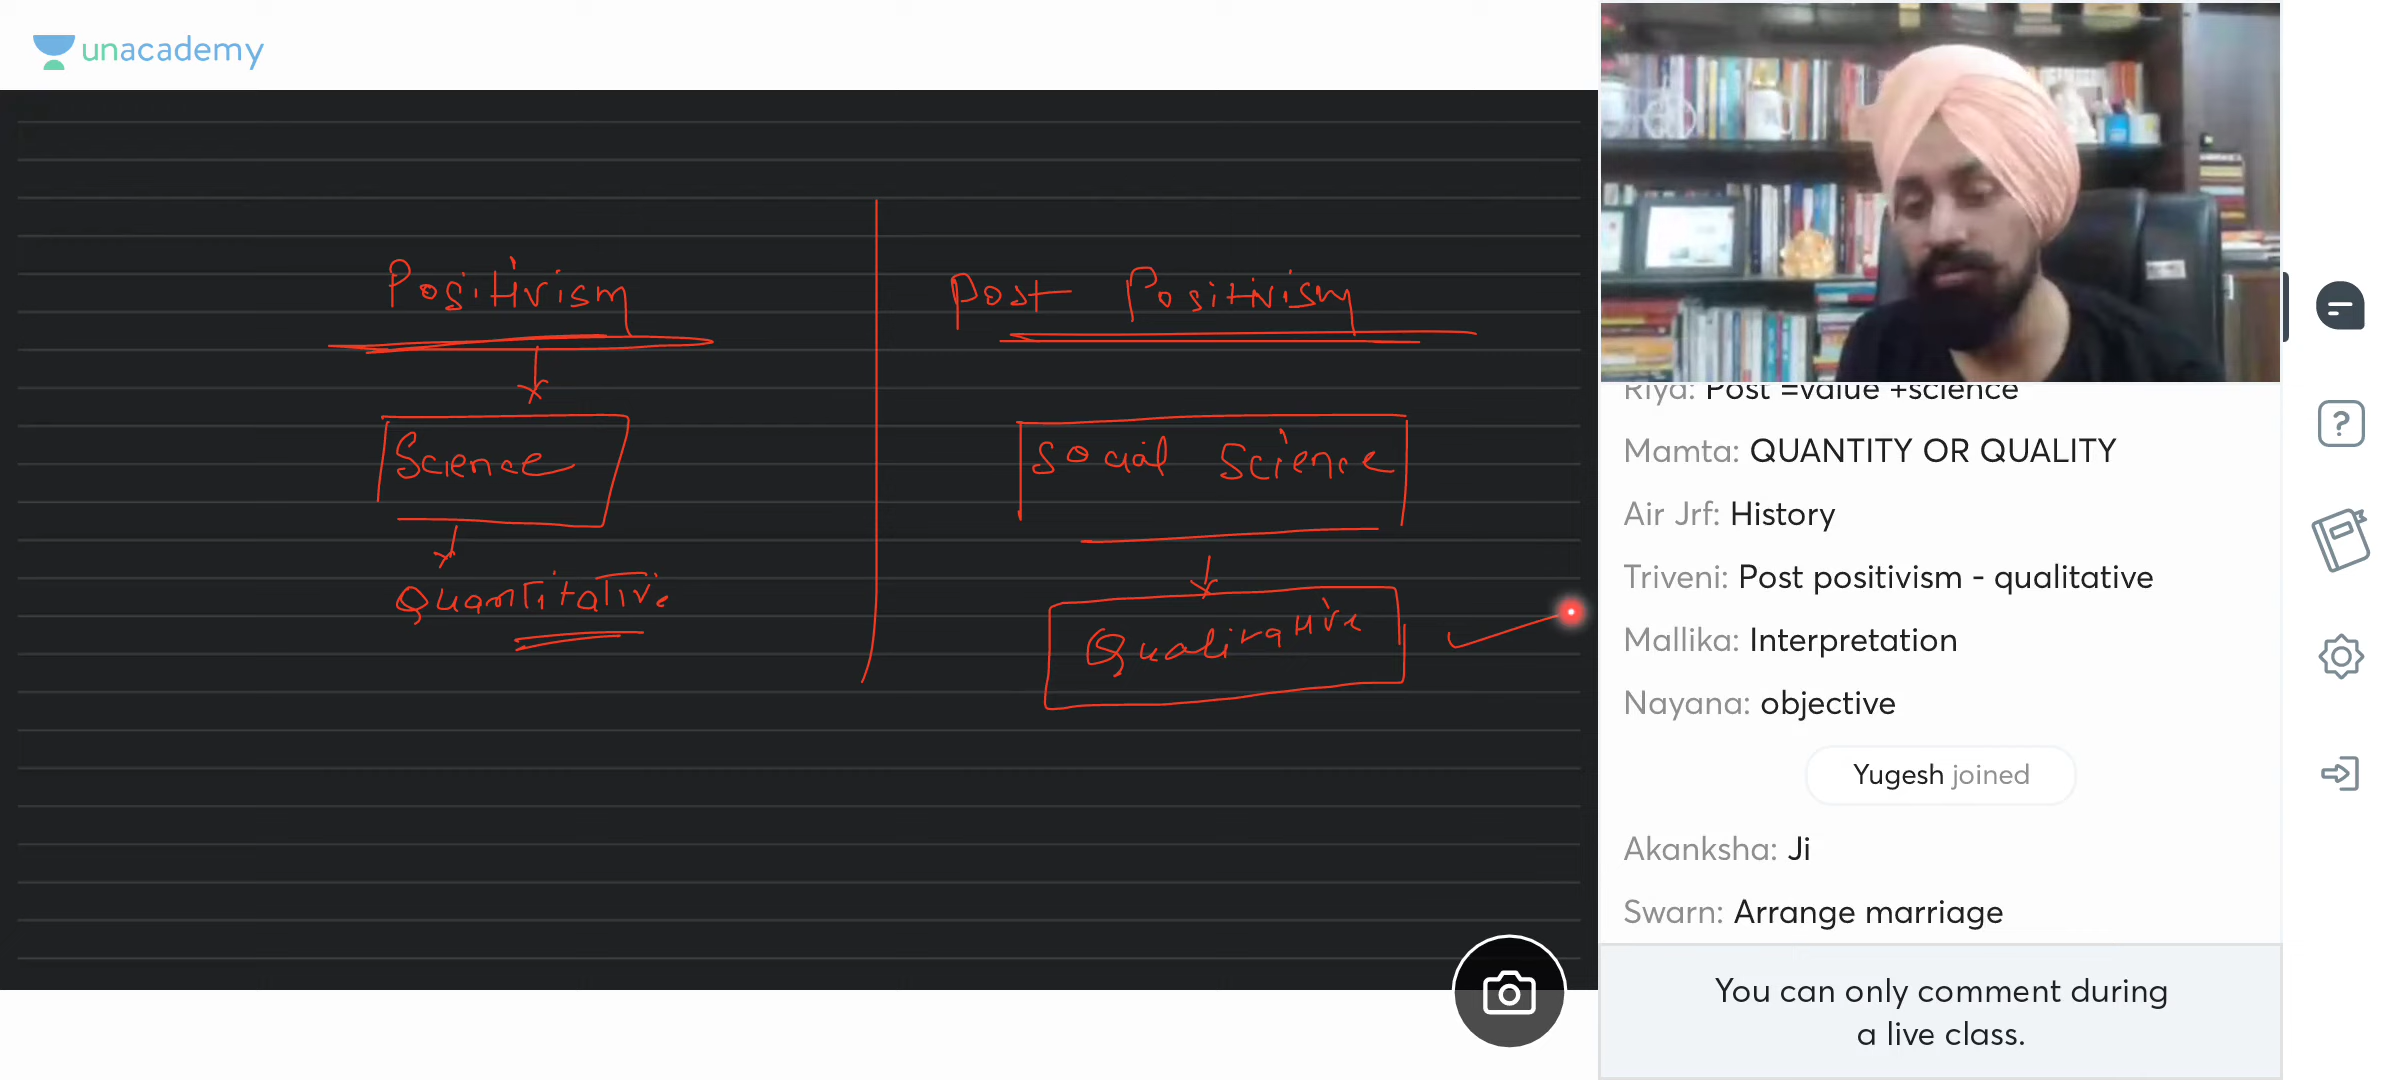 unacademy
Positivism
Post Positivism
Science
Social Science
Quantitative
Qualitative
Riya: Post =value +science
Mamta: QUANTITY OR QUALITY
Air Jrf: History
Triveni: Post positivism - qualitative
Mallika: Interpretation
Nayana: objective
Yugesh joined
Akanksha: Ji
Swarn: Arrange marriage
You can only comment during
a live class.
?